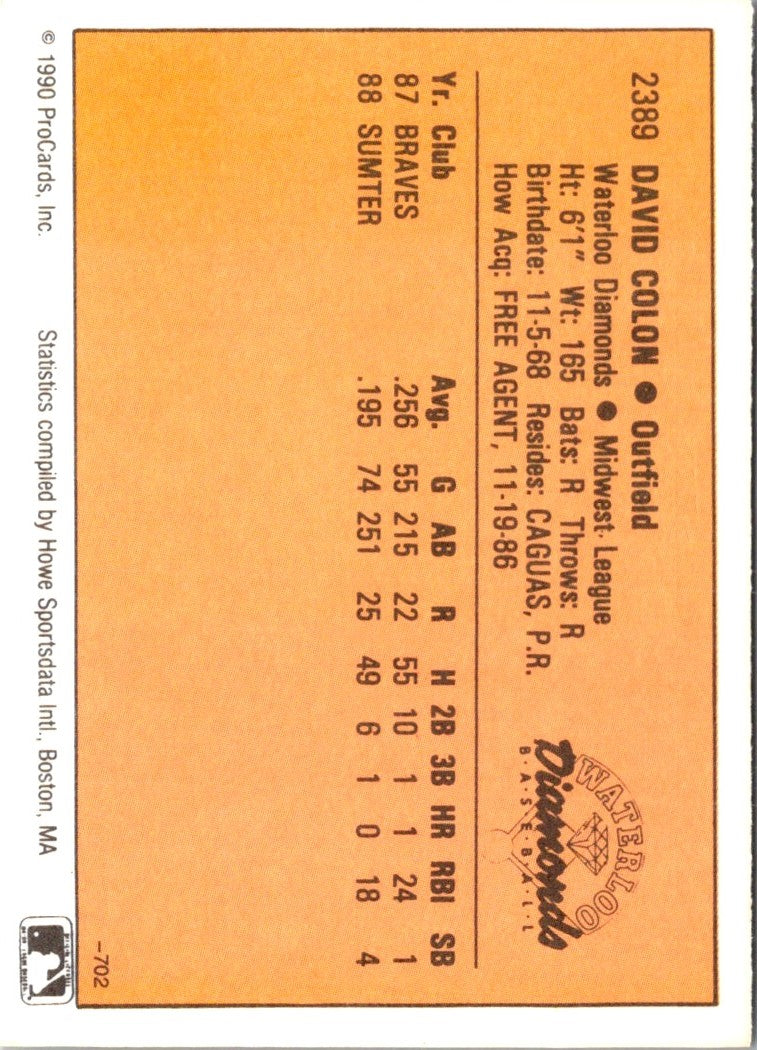 2389 DAVID COLON ● Outfield
Waterloo Diamonds ● Midwest League
Ht: 6'1" Wt: 165 Bats: R Throws: R
Birthdate: 11-5-68 Resides: CAGUAS, P.R.
How Acq: FREE AGENT, 11-19-86
WATERLOO
Diamonds
BASEBALL
Yr. Club Avg. G AB R H 2B 3B HR RBI SB
87 BRAVES .256 55 215 22 55 10 1 1 24 1
88 SUMTER .195 74 251 25 49 6 1 0 18 4
-702
© 1990 ProCards, Inc. Statistics compiled by Howe Sportsdata Intl., Boston, MA